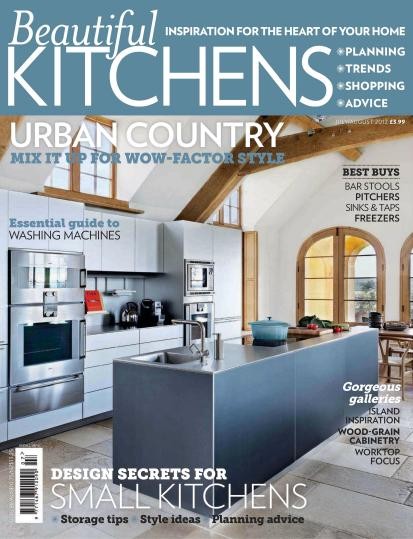 Beautiful
INSPIRATION FOR THE HEART OF YOUR HOME
KITCHENS
PLANNING
TRENDS
SHOPPING
ADVICE
JULY/AUGUST 2012 £3.99
URBAN COUNTRY
MIX IT UP FOR WOW-FACTOR STYLE
BEST BUYS
BAR STOOLS
PITCHERS
SINKS & TAPS
FREEZERS
Essential guide to
WASHING MACHINES
Gorgeous
galleries
ISLAND
INSPIRATION
WOOD-GRAIN
CABINETRY
WORKTOP
FOCUS
DESIGN SECRETS FOR
SMALL KITCHENS
Storage tips Style ideas Planning advice